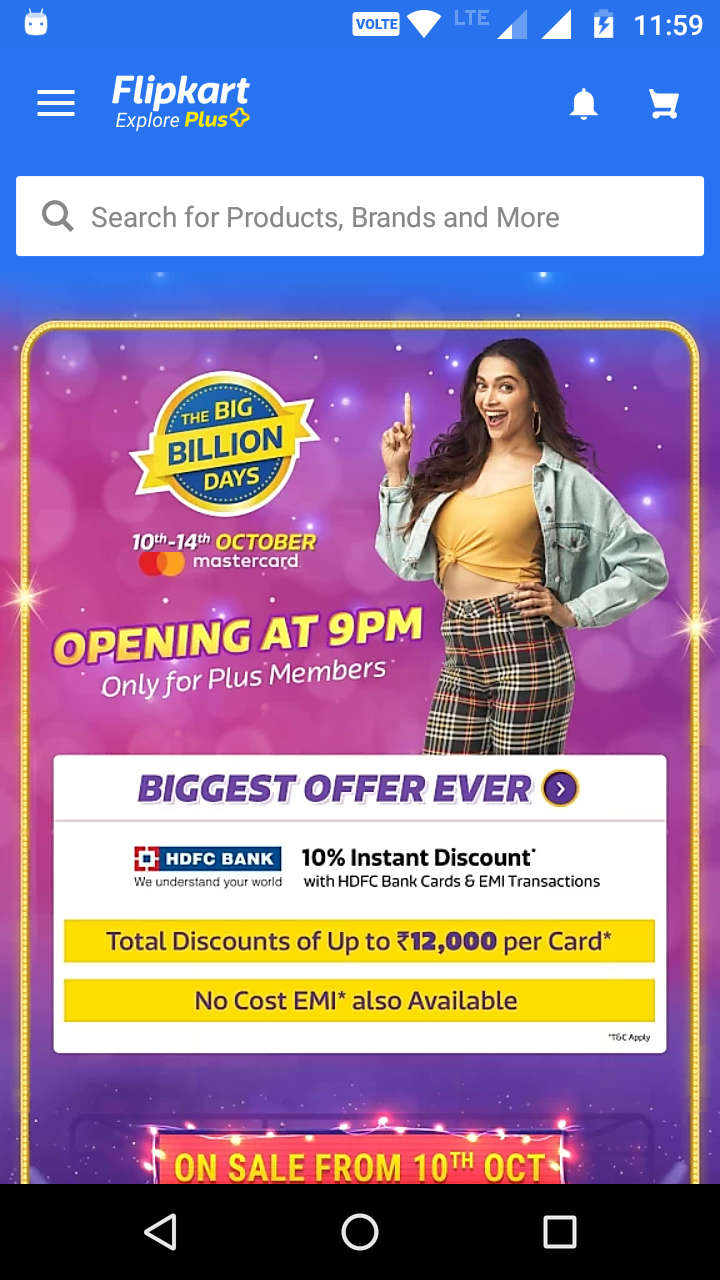 VOLTE LTE 11:59
Flipkart
Explore Plus
Search for Products, Brands and More
THE BIG
BILLION
DAYS
10th-14th OCTOBER
mastercard
OPENING AT 9PM
Only for Plus Members
BIGGEST OFFER EVER
HDFC BANK
We understand your world
10% Instant Discount*
with HDFC Bank Cards & EMI Transactions
Total Discounts of Up to ₹12,000 per Card*
No Cost EMI* also Available
*T&C Apply
ON SALE FROM 10TH OCT